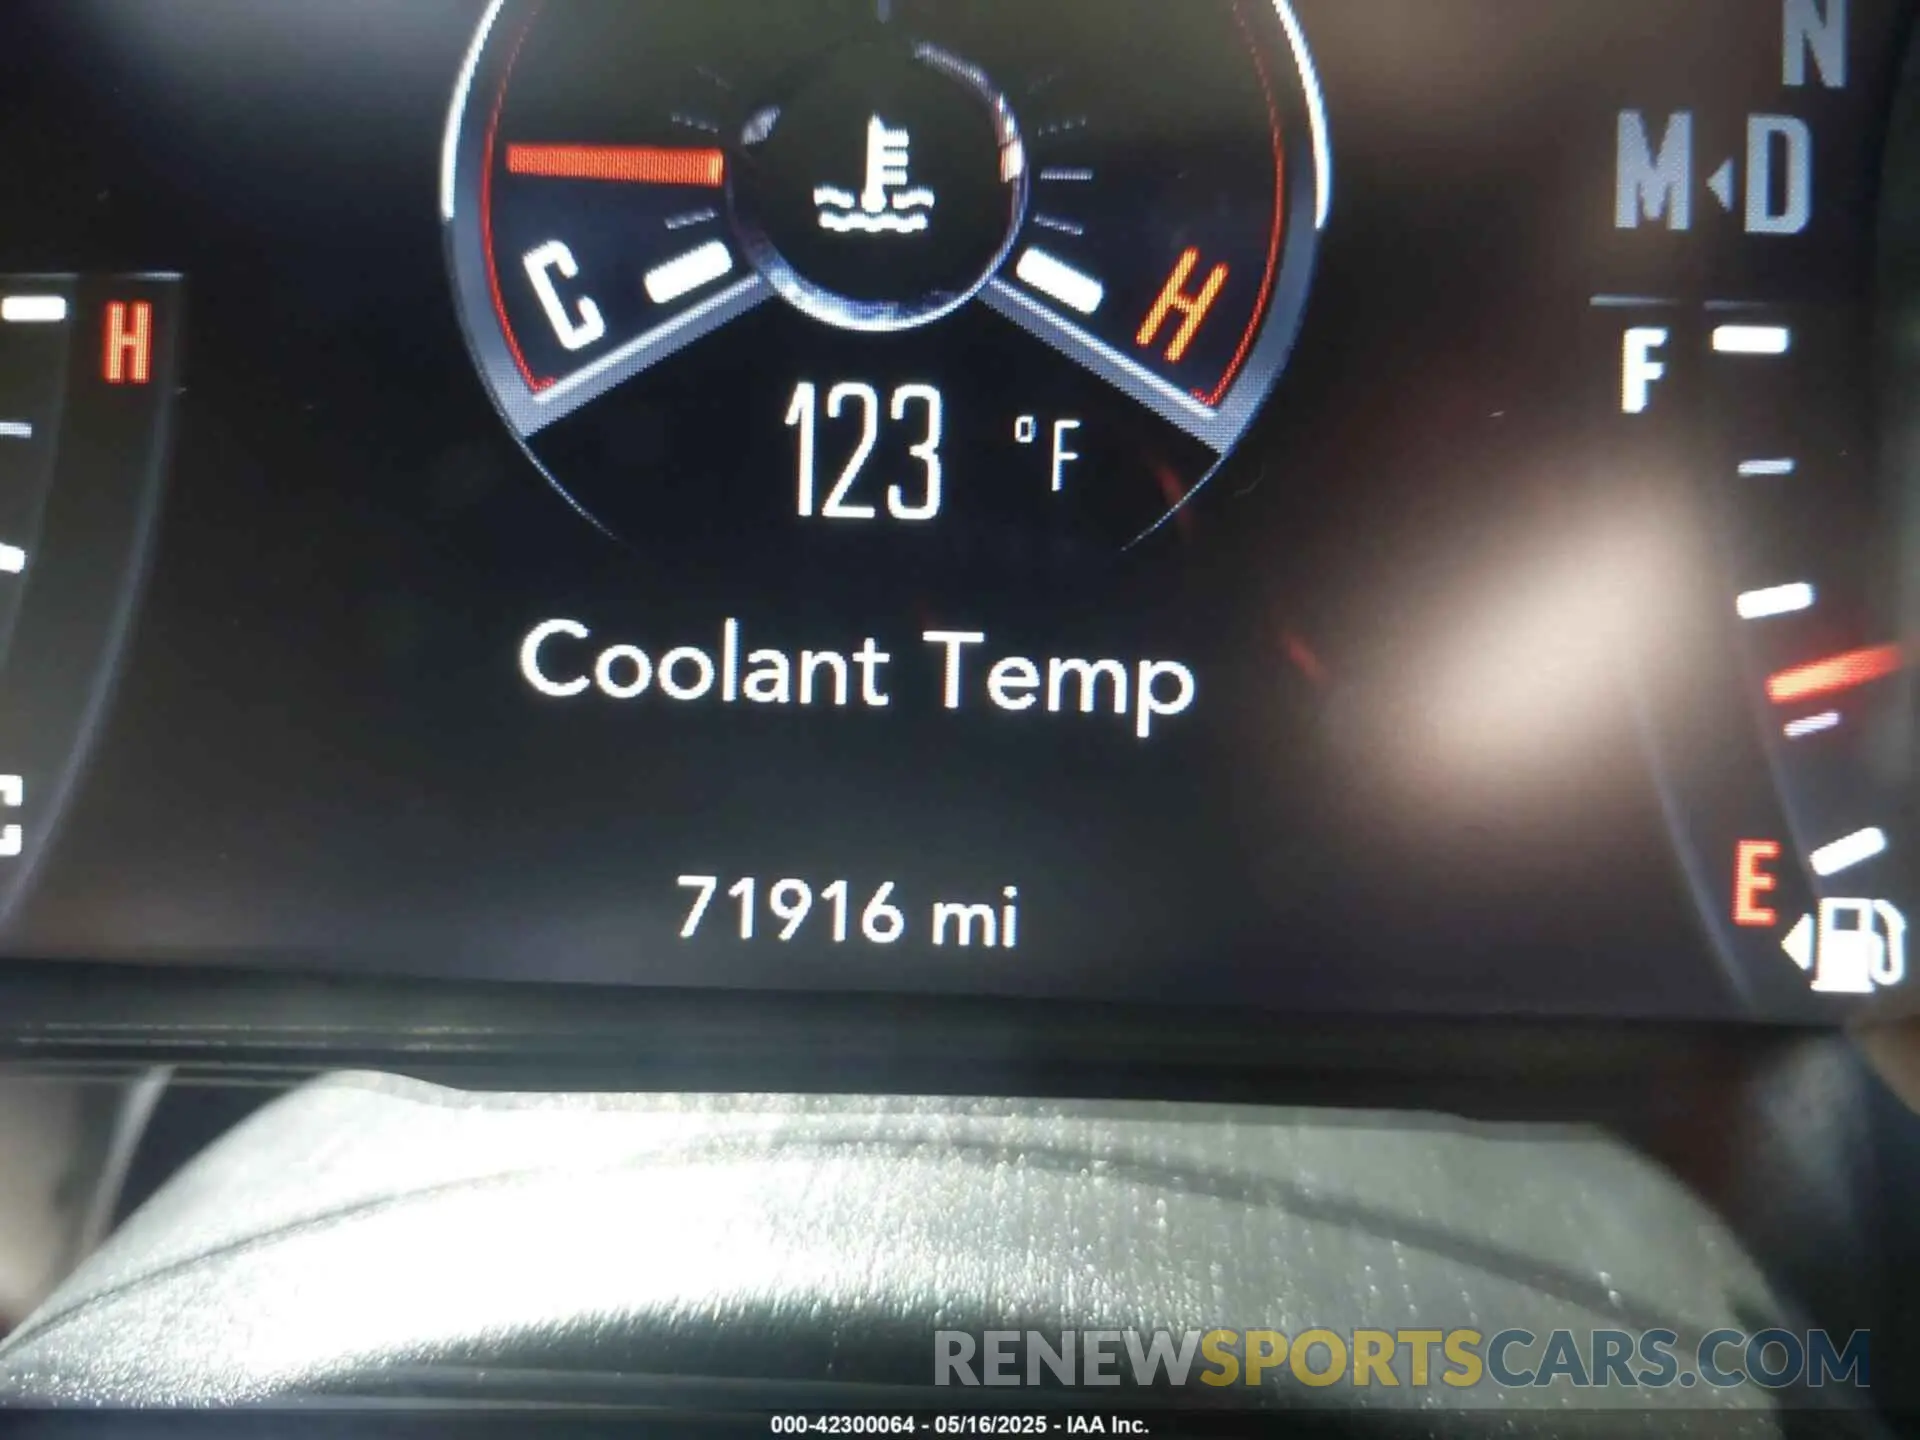 N
M D
C
H
H
F
123 °F
Coolant Temp
C
E
71916 mi
RENEWSPORTSCARS.COM
000-42300064 - 05/16/2025 - IAA Inc.